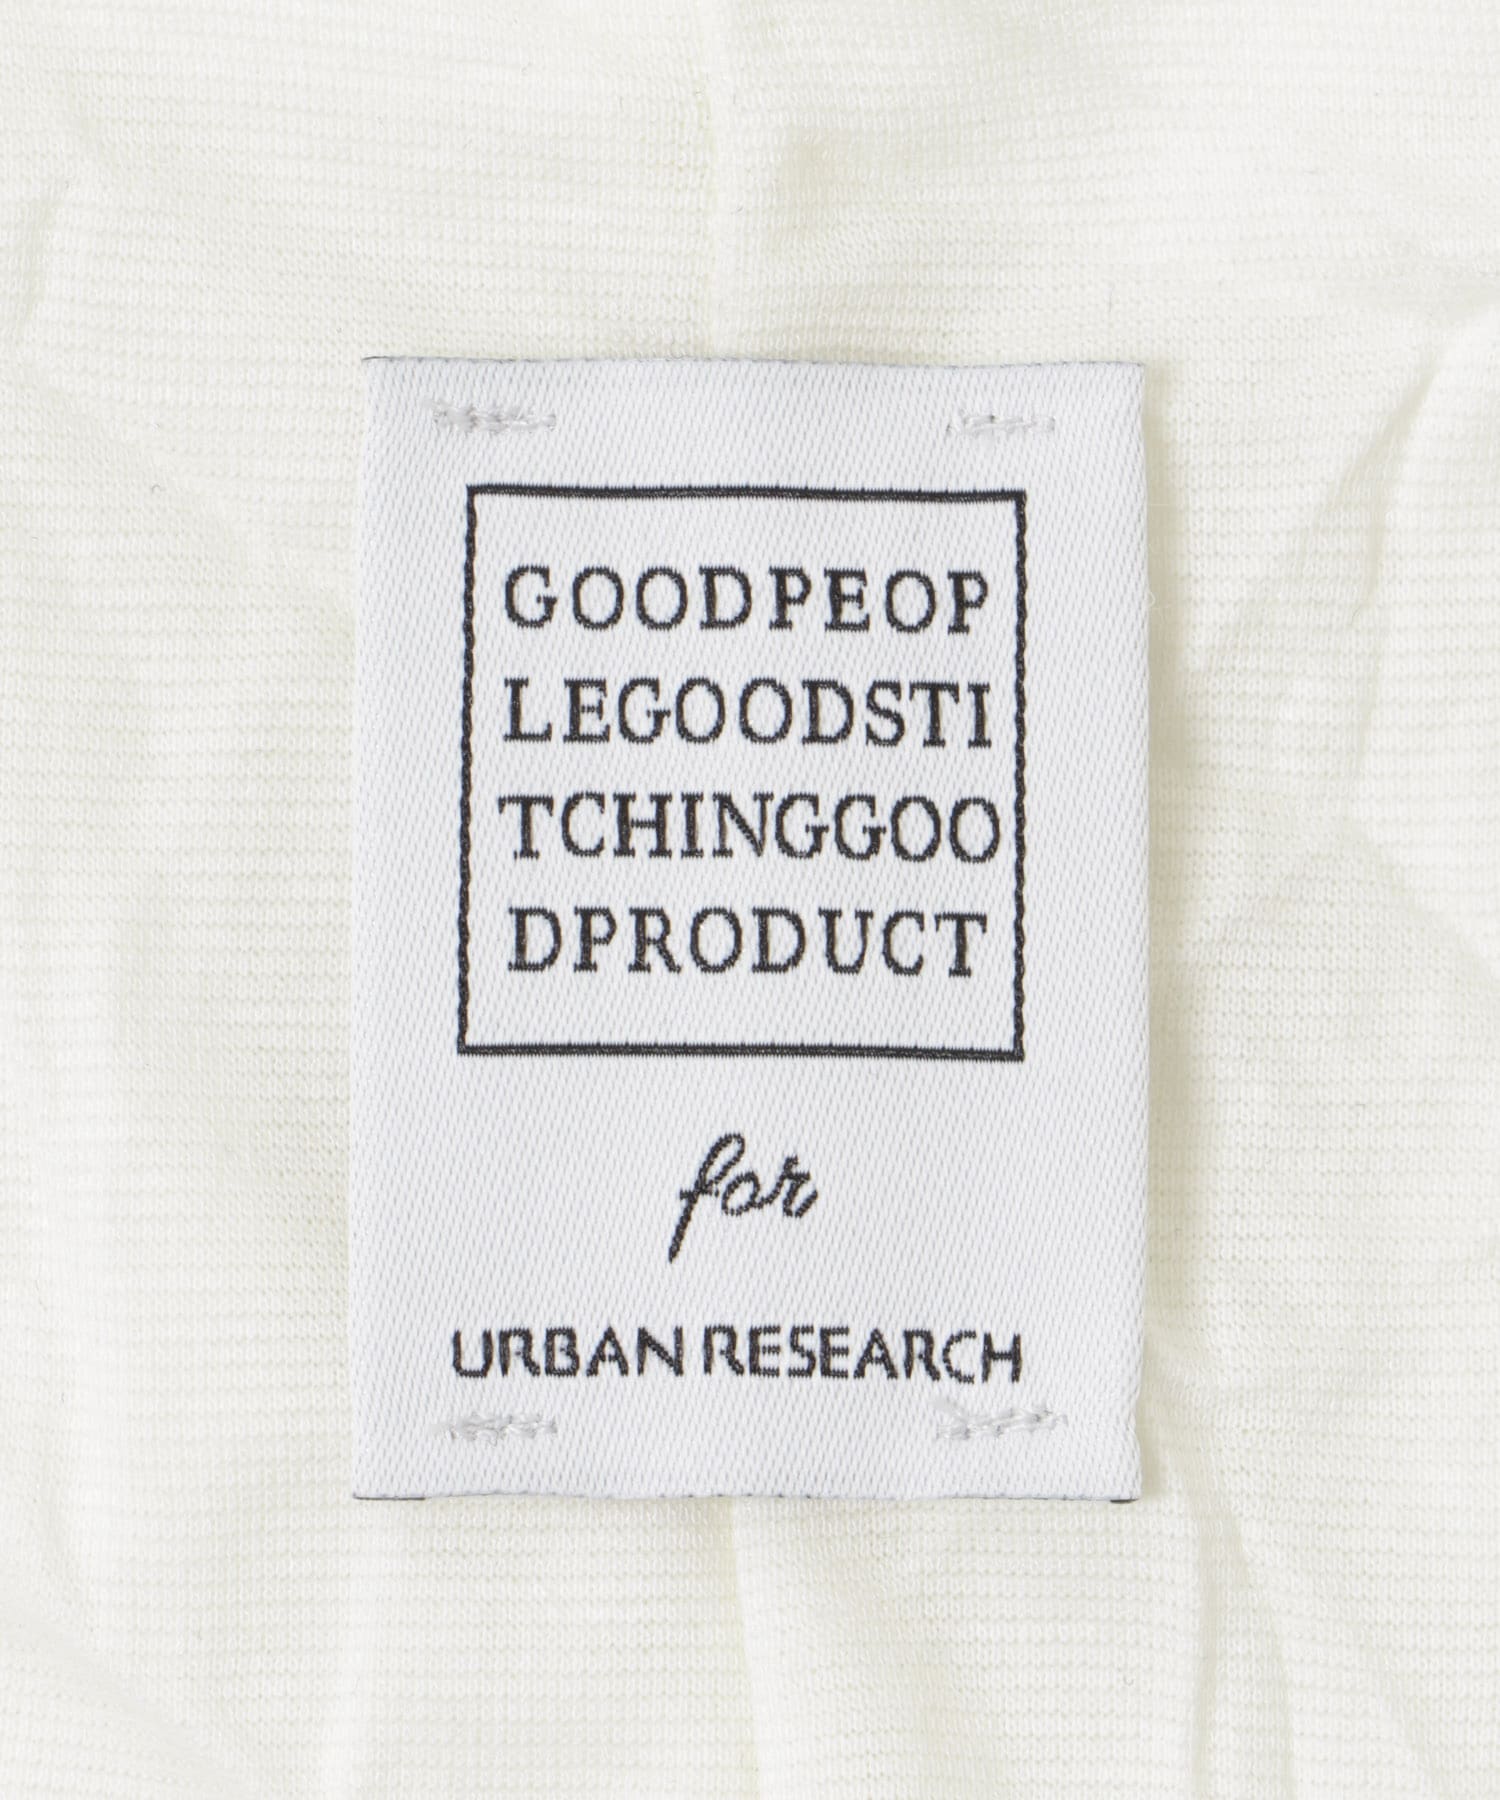 GOODPEOP
LEGOODSTI
TCHINGGOO
DPRODUCT
for
URBAN RESEARCH